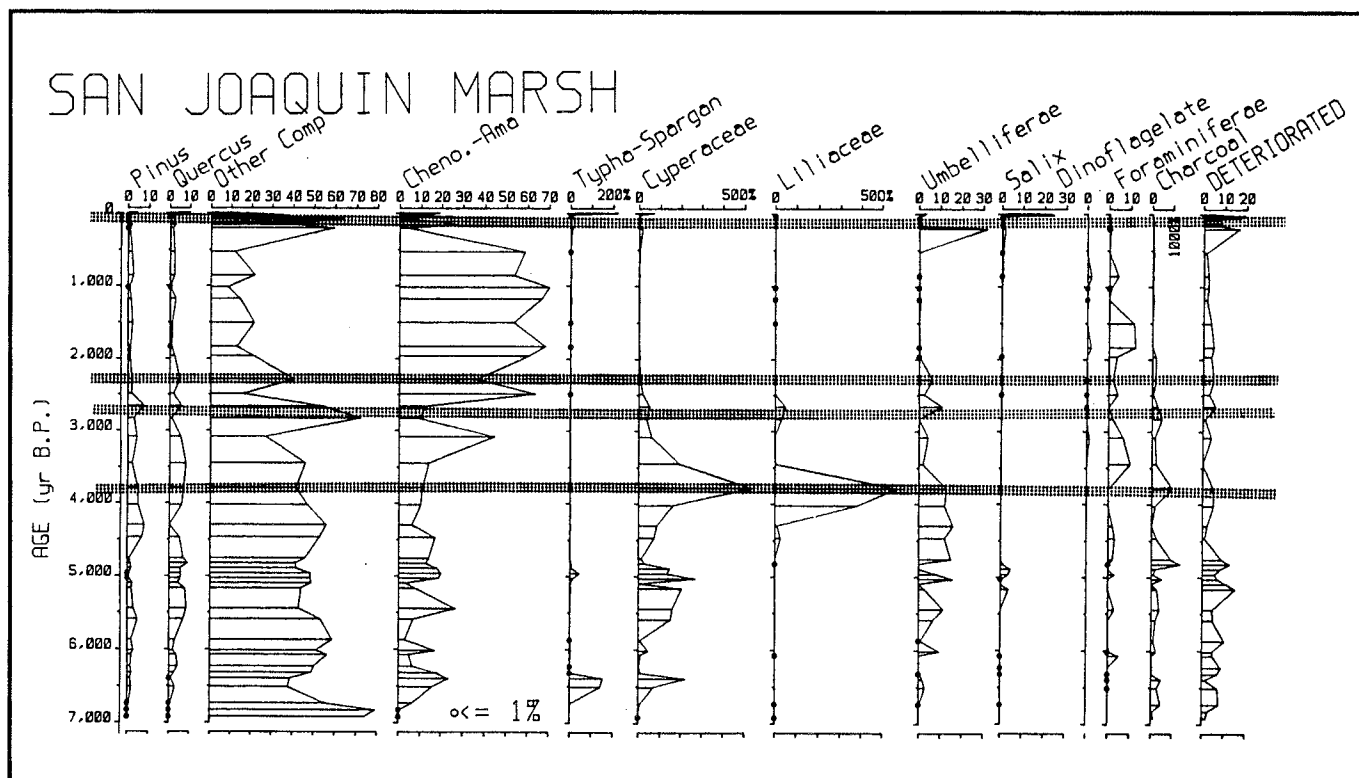 SAN JOAQUIN MARSH
Pinus
Quercus
Other Comp
Cheno.-Ama
Typha-Spargan
Cyperaceae
Liliaceae
Umbelliferae
Salix
Dinoflagelate
Foraminiferae
Charcoal
DETERIORATED
0 10
0 10
0 10 20 30 40 50 60 70 80
0 10 20 30 40 50 60 70
0 200%
0 500%
0 500%
0 10 20 30
0 10 20 30
0 10
0
1000%
0 10 20
AGE (yr B.P.)
0
1,000
2,000
3,000
4,000
5,000
6,000
7,000
o<= 1%